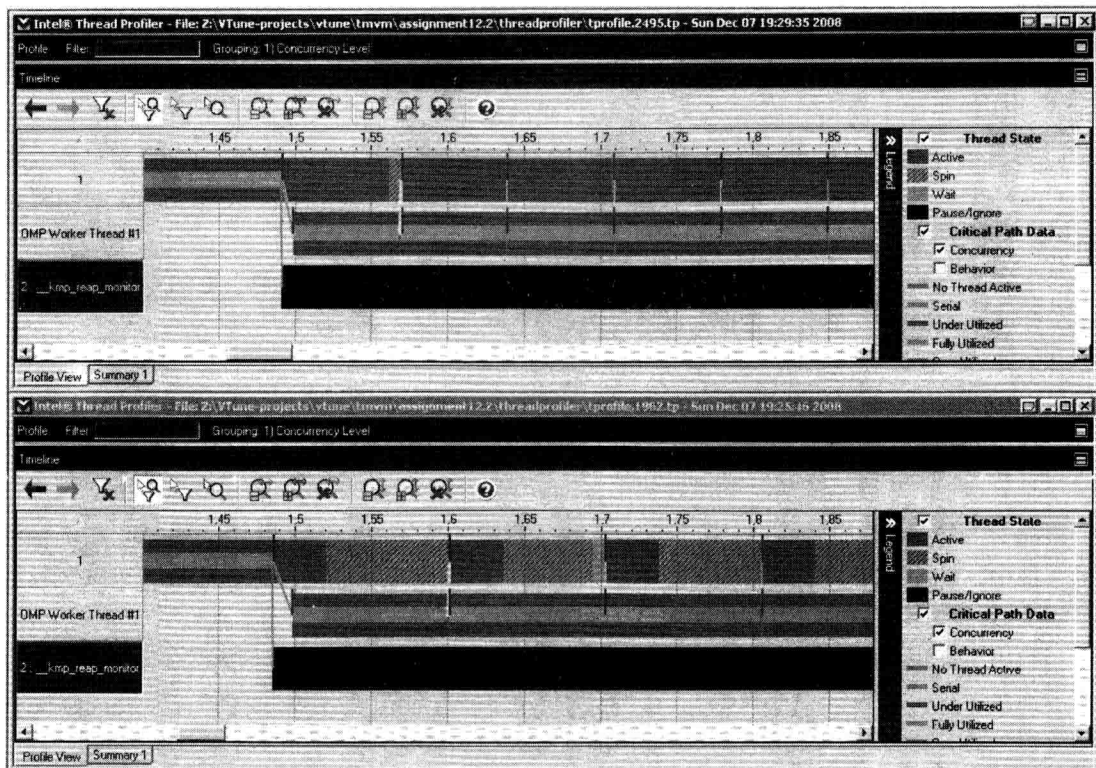 Intel® Thread Profiler - File: Z:\VTune-projects\vtune\tmvm\assignment12.2\threadprofiler\tprofile.2495.tp - Sun Dec 07 19:29:35 2008
Profile Filter Grouping: 1) Concurrency Level
Timeline
1,45 1,5 1,55 1,6 1,65 1,7 1,75 1,8 1,85
1
OMP Worker Thread #1
2 : __kmp_reap_monitor
Legend
Thread State
Active
Spin
Wait
Pause/Ignore
Critical Path Data
Concurrency
Behavior
No Thread Active
Serial
Under Utilized
Fully Utilized
Profile View Summary 1
Intel® Thread Profiler - File: Z:\VTune-projects\vtune\tmvm\assignment12.2\threadprofiler\tprofile.1962.tp - Sun Dec 07 19:25:46 2008
Profile Filter Grouping: 1) Concurrency Level
Timeline
1,45 1,5 1,55 1,6 1,65 1,7 1,75 1,8 1,85
1
OMP Worker Thread #1
2 : __kmp_reap_monitor
Legend
Thread State
Active
Spin
Wait
Pause/Ignore
Critical Path Data
Concurrency
Behavior
No Thread Active
Serial
Under Utilized
Fully Utilized
Profile View Summary 1